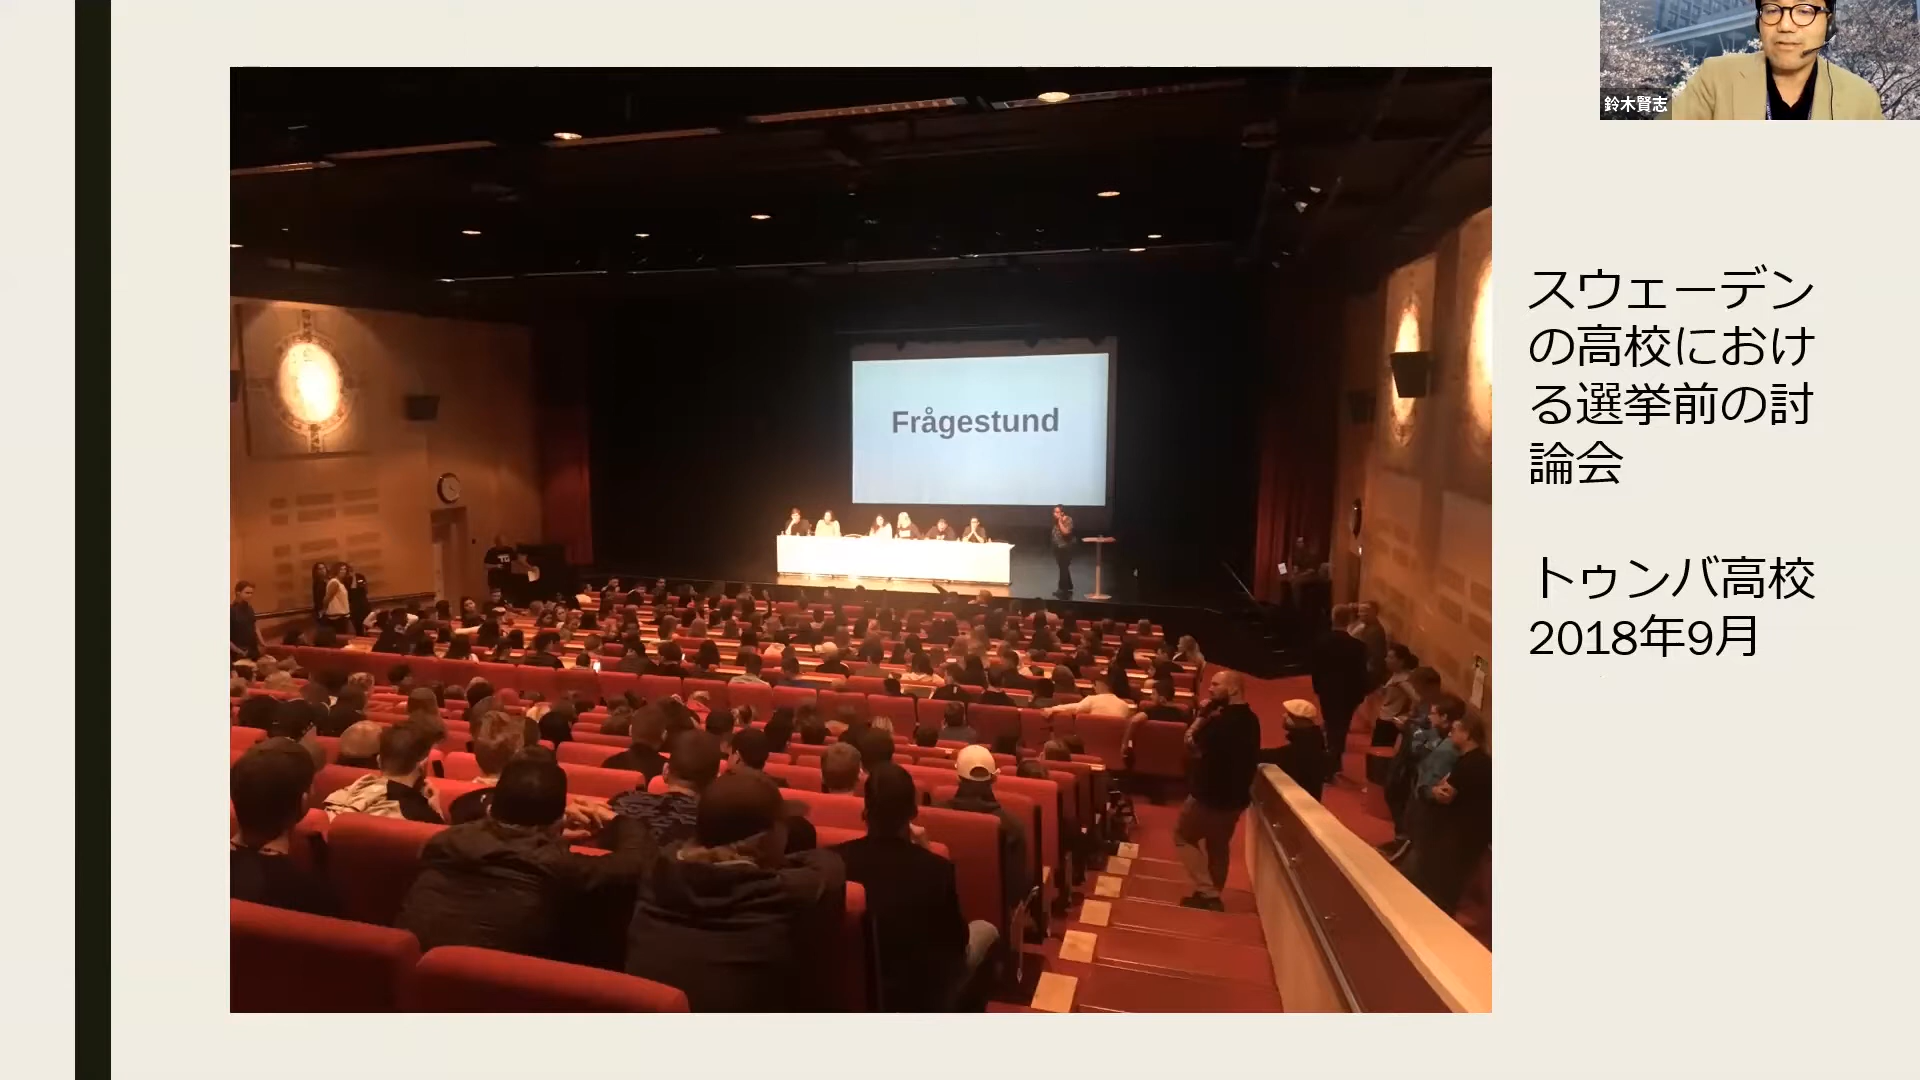 鈴木賢志
Frågestund
スウェーデン
の高校におけ
る選挙前の討
論会
トゥンバ高校
2018年9月